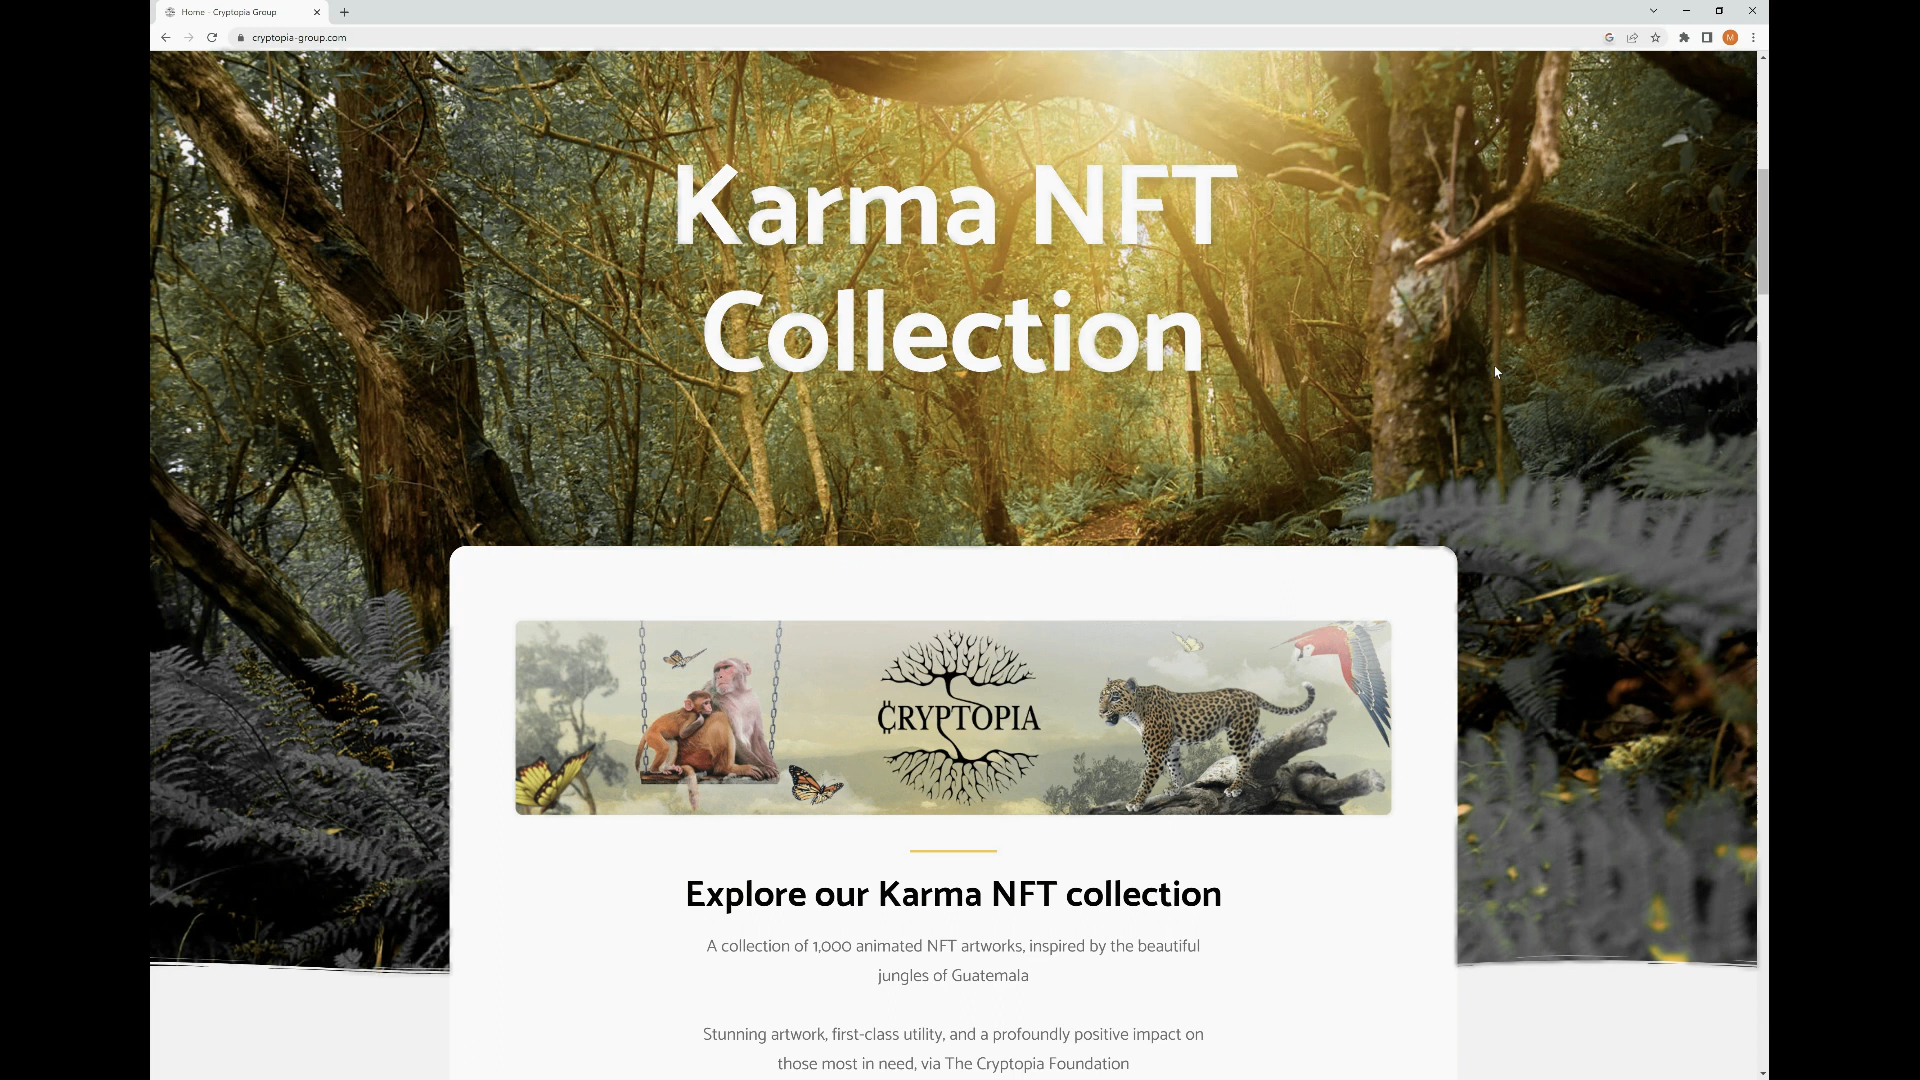 Home - Cryptopia Group
cryptopia-group.com
M
Karma NFT
Collection
₿RYPTOPIA
Explore our Karma NFT collection
A collection of 1,000 animated NFT artworks, inspired by the beautiful
jungles of Guatemala
Stunning artwork, first-class utility, and a profoundly positive impact on
those most in need, via The Cryptopia Foundation